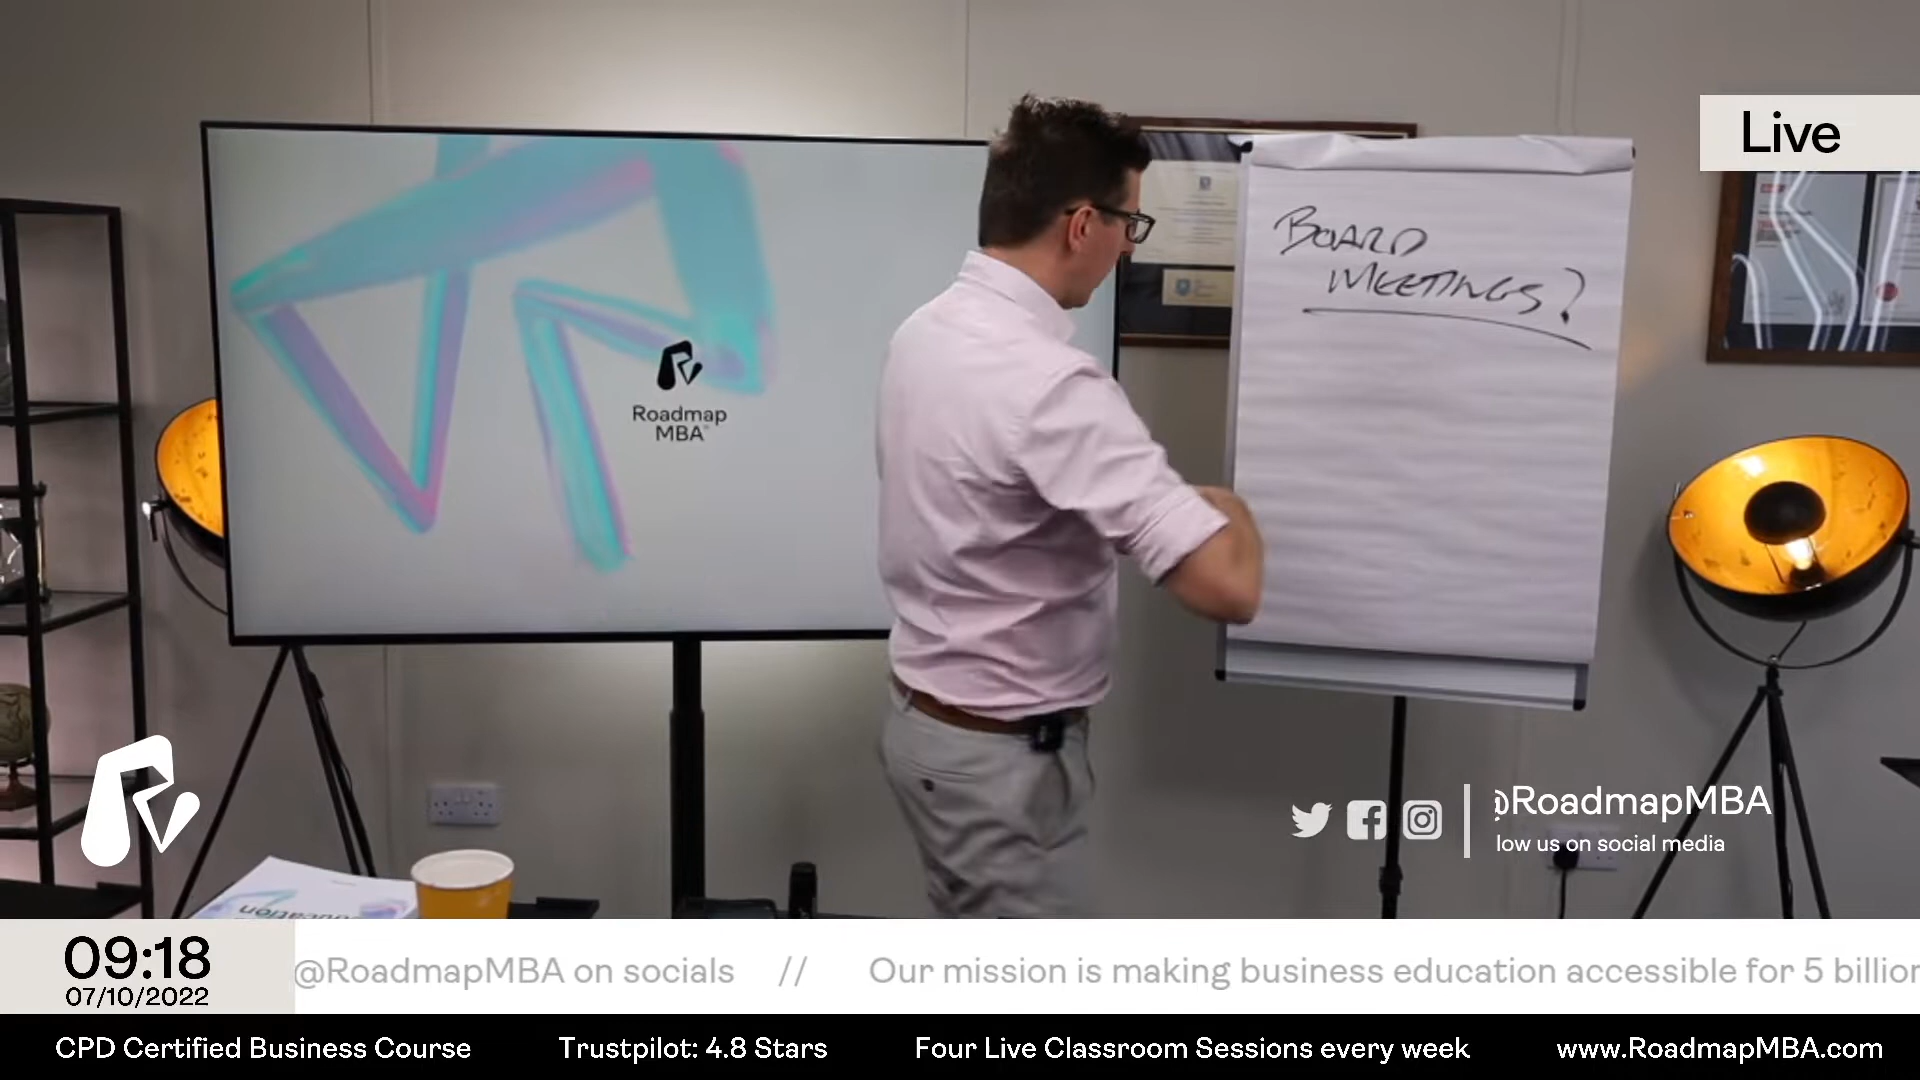 Live
BOARD
MEETINGS?
Roadmap
MBA
@RoadmapMBA
low us on social media
education
09:18
07/10/2022
@RoadmapMBA on socials // Our mission is making business education accessible for 5 billion
CPD Certified Business Course Trustpilot: 4.8 Stars Four Live Classroom Sessions every week www.RoadmapMBA.com